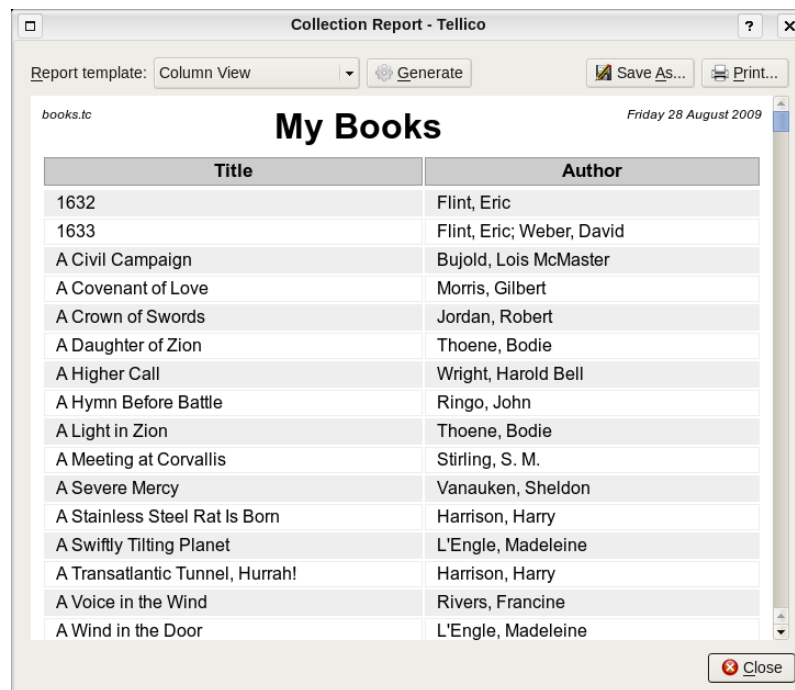 Collection Report - Tellico
?
Report template: Column View Generate Save As... Print...
books.tc My Books Friday 28 August 2009
Title Author
1632 Flint, Eric
1633 Flint, Eric; Weber, David
A Civil Campaign Bujold, Lois McMaster
A Covenant of Love Morris, Gilbert
A Crown of Swords Jordan, Robert
A Daughter of Zion Thoene, Bodie
A Higher Call Wright, Harold Bell
A Hymn Before Battle Ringo, John
A Light in Zion Thoene, Bodie
A Meeting at Corvallis Stirling, S. M.
A Severe Mercy Vanauken, Sheldon
A Stainless Steel Rat Is Born Harrison, Harry
A Swiftly Tilting Planet L'Engle, Madeleine
A Transatlantic Tunnel, Hurrah! Harrison, Harry
A Voice in the Wind Rivers, Francine
A Wind in the Door L'Engle, Madeleine
Close